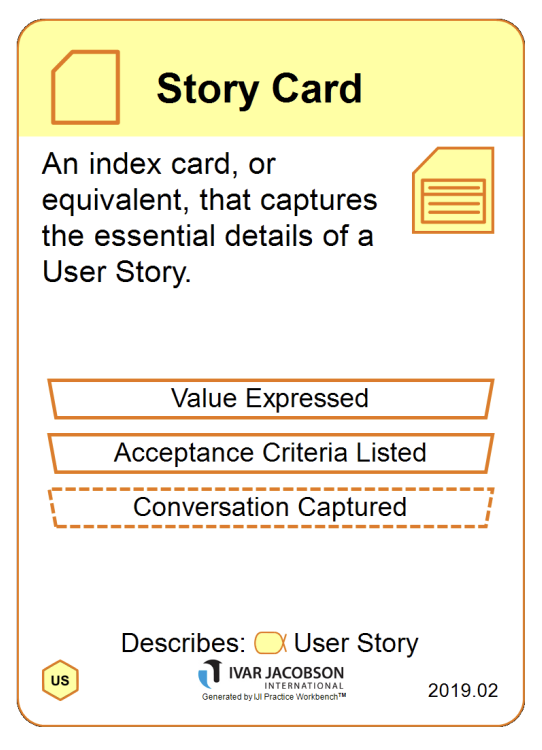 Story Card
An index card, or
equivalent, that captures
the essential details of a
User Story.
Value Expressed
Acceptance Criteria Listed
Conversation Captured
Describes: User Story
US
IVAR JACOBSON
INTERNATIONAL
Generated by IJI Practice Workbench™
2019.02